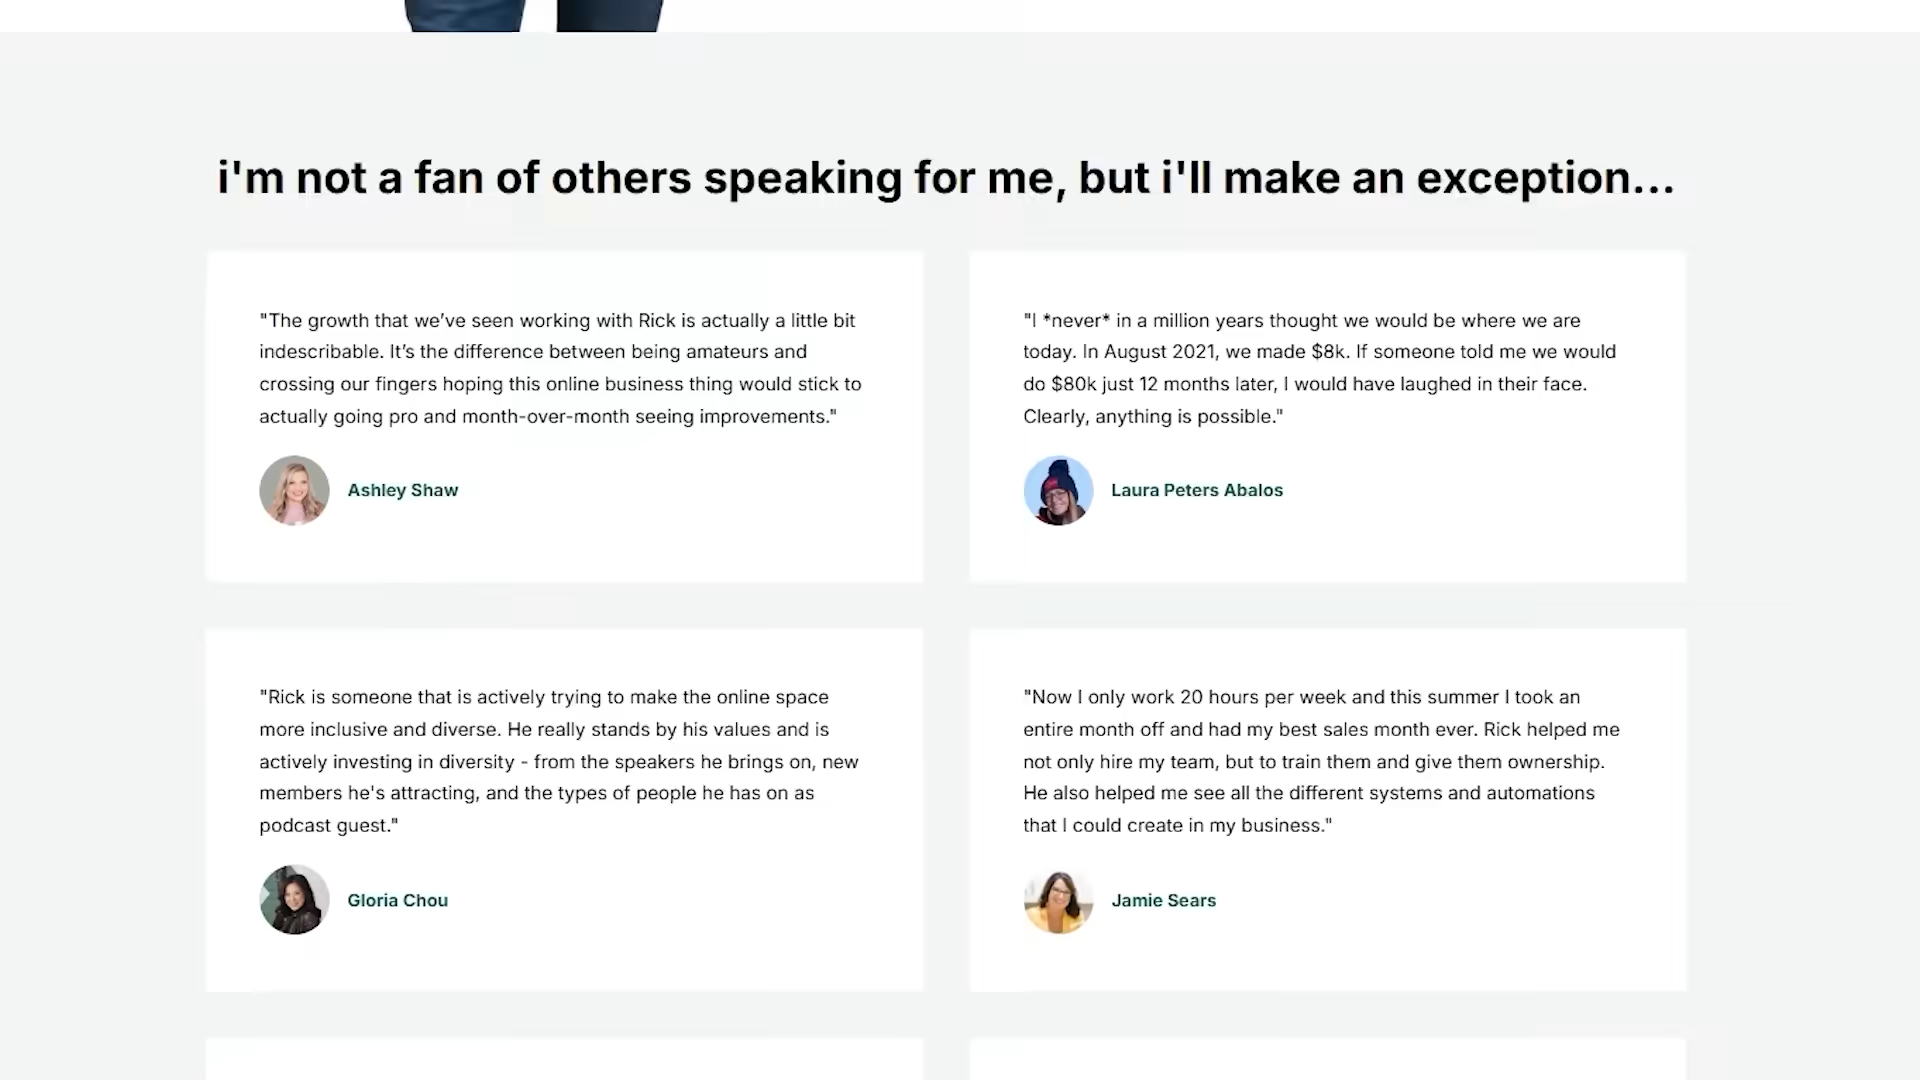 i'm not a fan of others speaking for me, but i'll make an exception...
"The growth that we’ve seen working with Rick is actually a little bit
indescribable. It’s the difference between being amateurs and
crossing our fingers hoping this online business thing would stick to
actually going pro and month-over-month seeing improvements."
Ashley Shaw
"I *never* in a million years thought we would be where we are
today. In August 2021, we made $8k. If someone told me we would
do $80k just 12 months later, I would have laughed in their face.
Clearly, anything is possible."
Laura Peters Abalos
"Rick is someone that is actively trying to make the online space
more inclusive and diverse. He really stands by his values and is
actively investing in diversity - from the speakers he brings on, new
members he's attracting, and the types of people he has on as
podcast guest."
Gloria Chou
"Now I only work 20 hours per week and this summer I took an
entire month off and had my best sales month ever. Rick helped me
not only hire my team, but to train them and give them ownership.
He also helped me see all the different systems and automations
that I could create in my business."
Jamie Sears